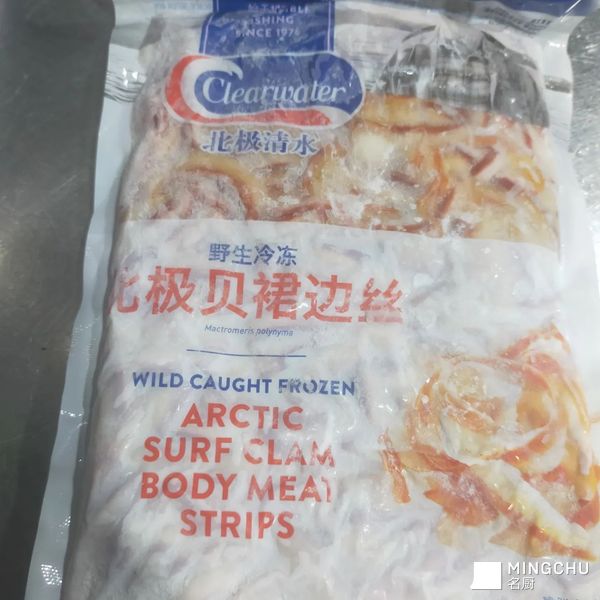 SINCE 1976
Clearwater
北极清水
野生冷冻
北极贝裙边丝
Mactromeris polynyma
WILD CAUGHT FROZEN
ARCTIC
SURF CLAM
BODY MEAT
STRIPS
MINGCHU
名厨